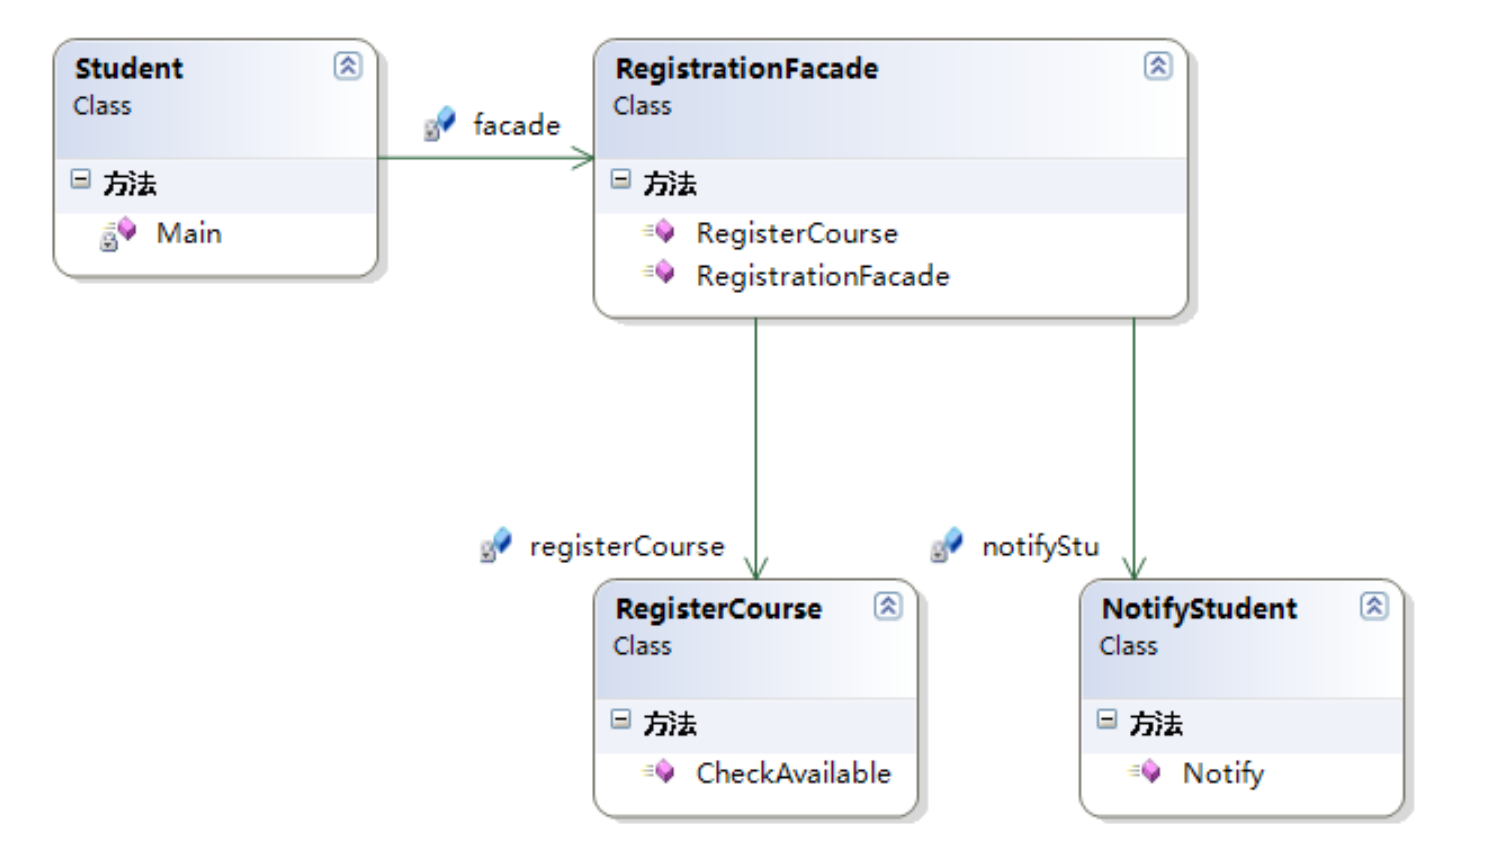 Student
Class
方法
Main
facade
RegistrationFacade
Class
方法
RegisterCourse
RegistrationFacade
registerCourse
RegisterCourse
Class
方法
CheckAvailable
notifyStu
NotifyStudent
Class
方法
Notify